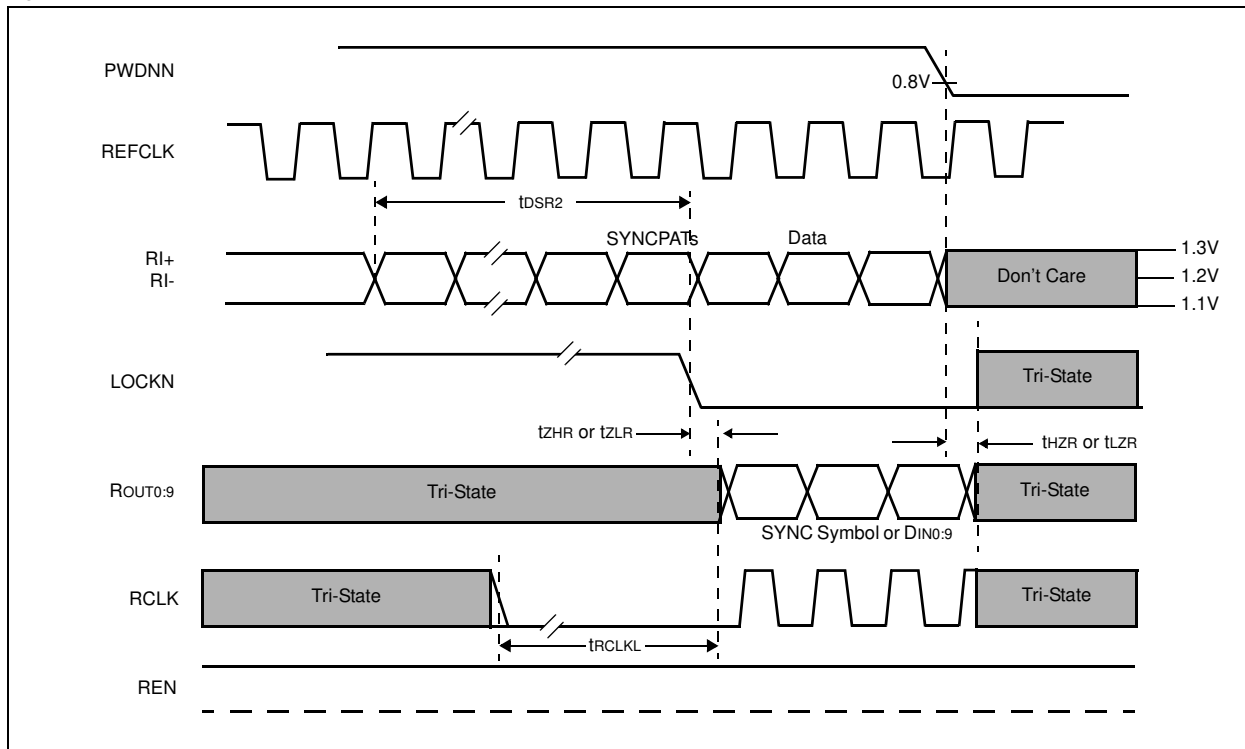 PWDNN
0.8V
REFCLK
tDSR2
SYNCPATs
Data
RI+
RI-
Don't Care
1.3V
1.2V
1.1V
LOCKN
Tri-State
tZHR or tZLR
tHZR or tLZR
ROUT0:9
Tri-State
Tri-State
SYNC Symbol or DIN0:9
RCLK
Tri-State
Tri-State
tRCLKL
REN